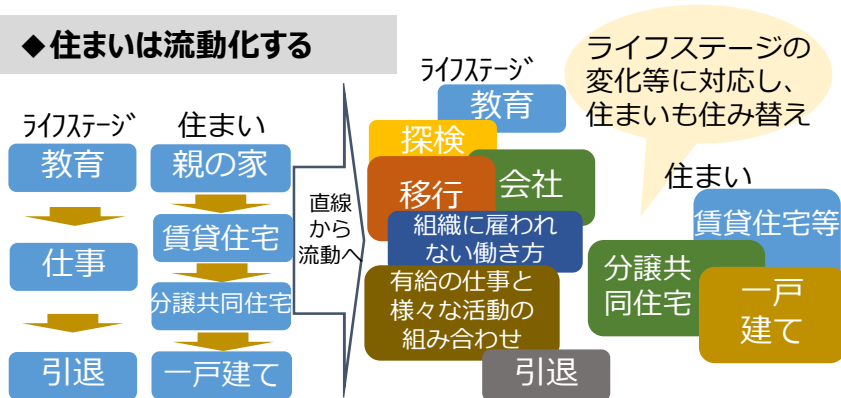 ◆住まいは流動化する
ﾗｲﾌｽﾃｰｼﾞ
教育
仕事
引退
住まい
親の家
賃貸住宅
分譲共同住宅
一戸建て
直線
から
流動へ
ﾗｲﾌｽﾃｰｼﾞ
教育
探検
移行
会社
組織に雇われ
ない働き方
有給の仕事と
様々な活動の
組み合わせ
引退
ライフステージの
変化等に対応し、
住まいも住み替え
住まい
賃貸住宅等
分譲共
同住宅
一戸
建て